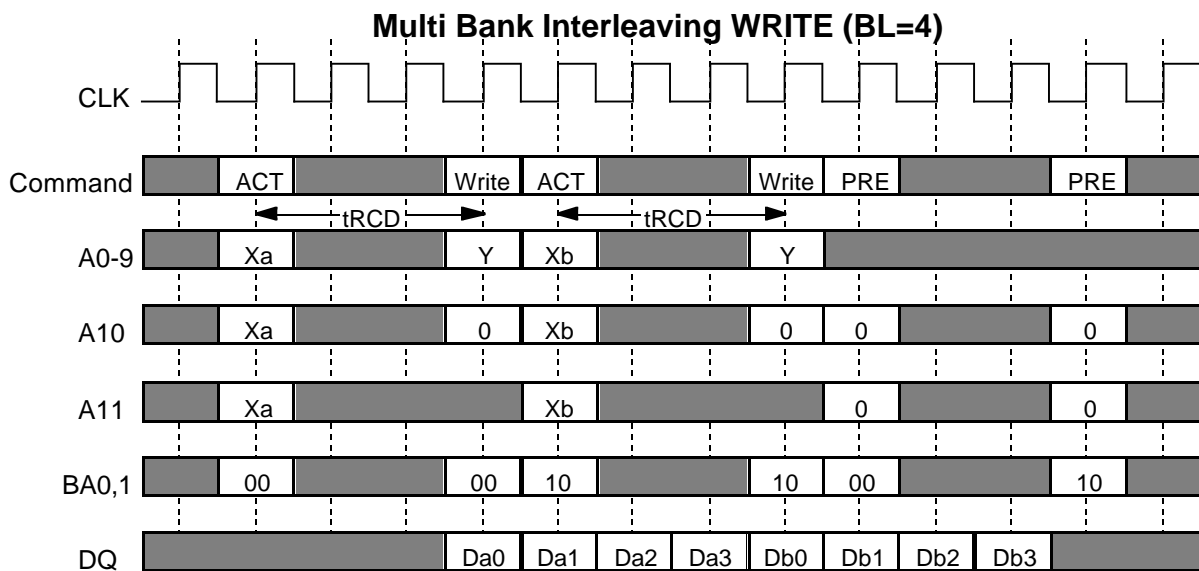 Multi Bank Interleaving WRITE (BL=4)
CLK
Command ACT Write ACT Write PRE PRE
tRCD tRCD
A0-9 Xa Y Xb Y
A10 Xa 0 Xb 0 0 0
A11 Xa Xb 0 0
BA0,1 00 00 10 10 00 10
DQ Da0 Da1 Da2 Da3 Db0 Db1 Db2 Db3